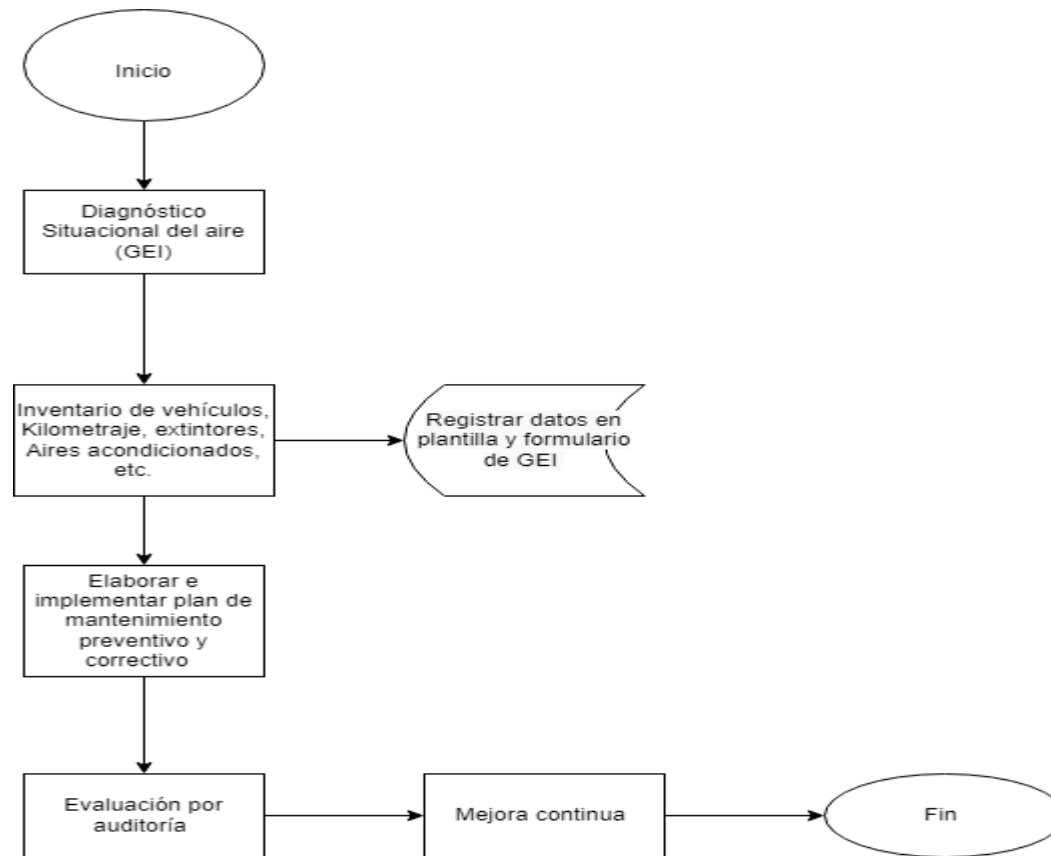 Inicio
Diagnóstico
Situacional del aire
(GEI)
Inventario de vehículos,
Kilometraje, extintores,
Aires acondicionados,
etc.
Registrar datos en
plantilla y formulario
de GEI
Elaborar e
implementar plan de
mantenimiento
preventivo y
correctivo
Evaluación por
auditoría
Mejora continua
Fin